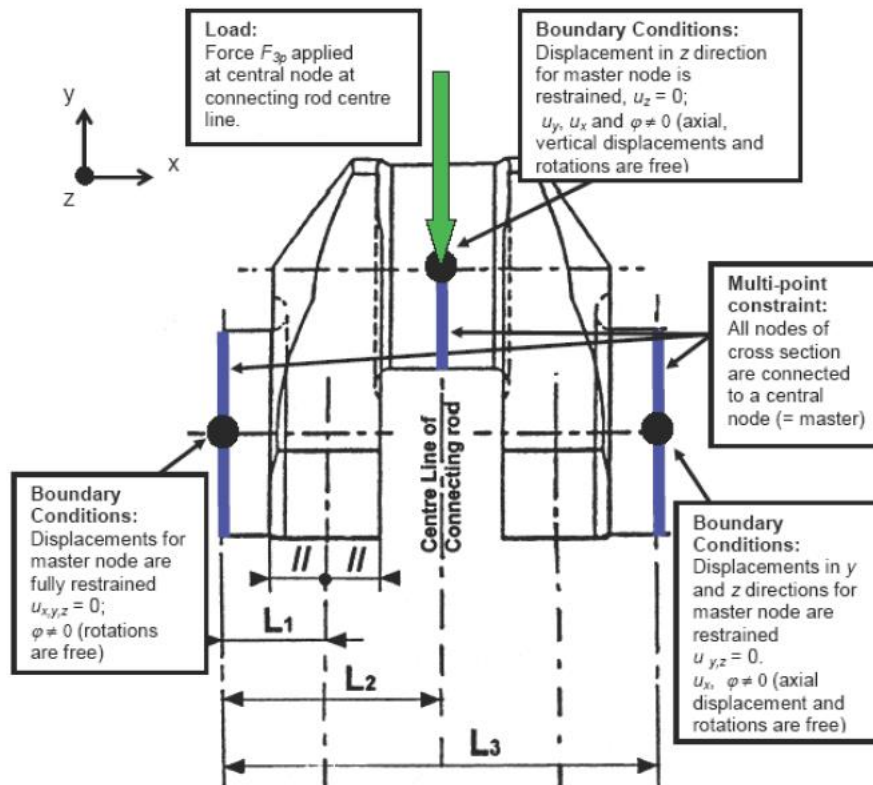 Load:
Force F3p applied
at central node at
connecting rod centre
line.
Boundary Conditions:
Displacement in z direction
for master node is
restrained, uz = 0;
uy, ux and φ≠0 (axial,
vertical displacements and
rotations are free)
y
x
z
Multi-point
constraint:
All nodes of
cross section
are connected
to a central
node (= master)
Centre Line of
Connecting rod
Boundary
Conditions:
Displacements for
master node are
fully restrained
ux,y,z = 0;
φ≠0 (rotations
are free)
Boundary
Conditions:
Displacements in y
and z directions for
master node are
restrained
u y,z = 0.
ux, φ≠0 (axial
displacement and
rotations are free)
// //
L1
L2
L3